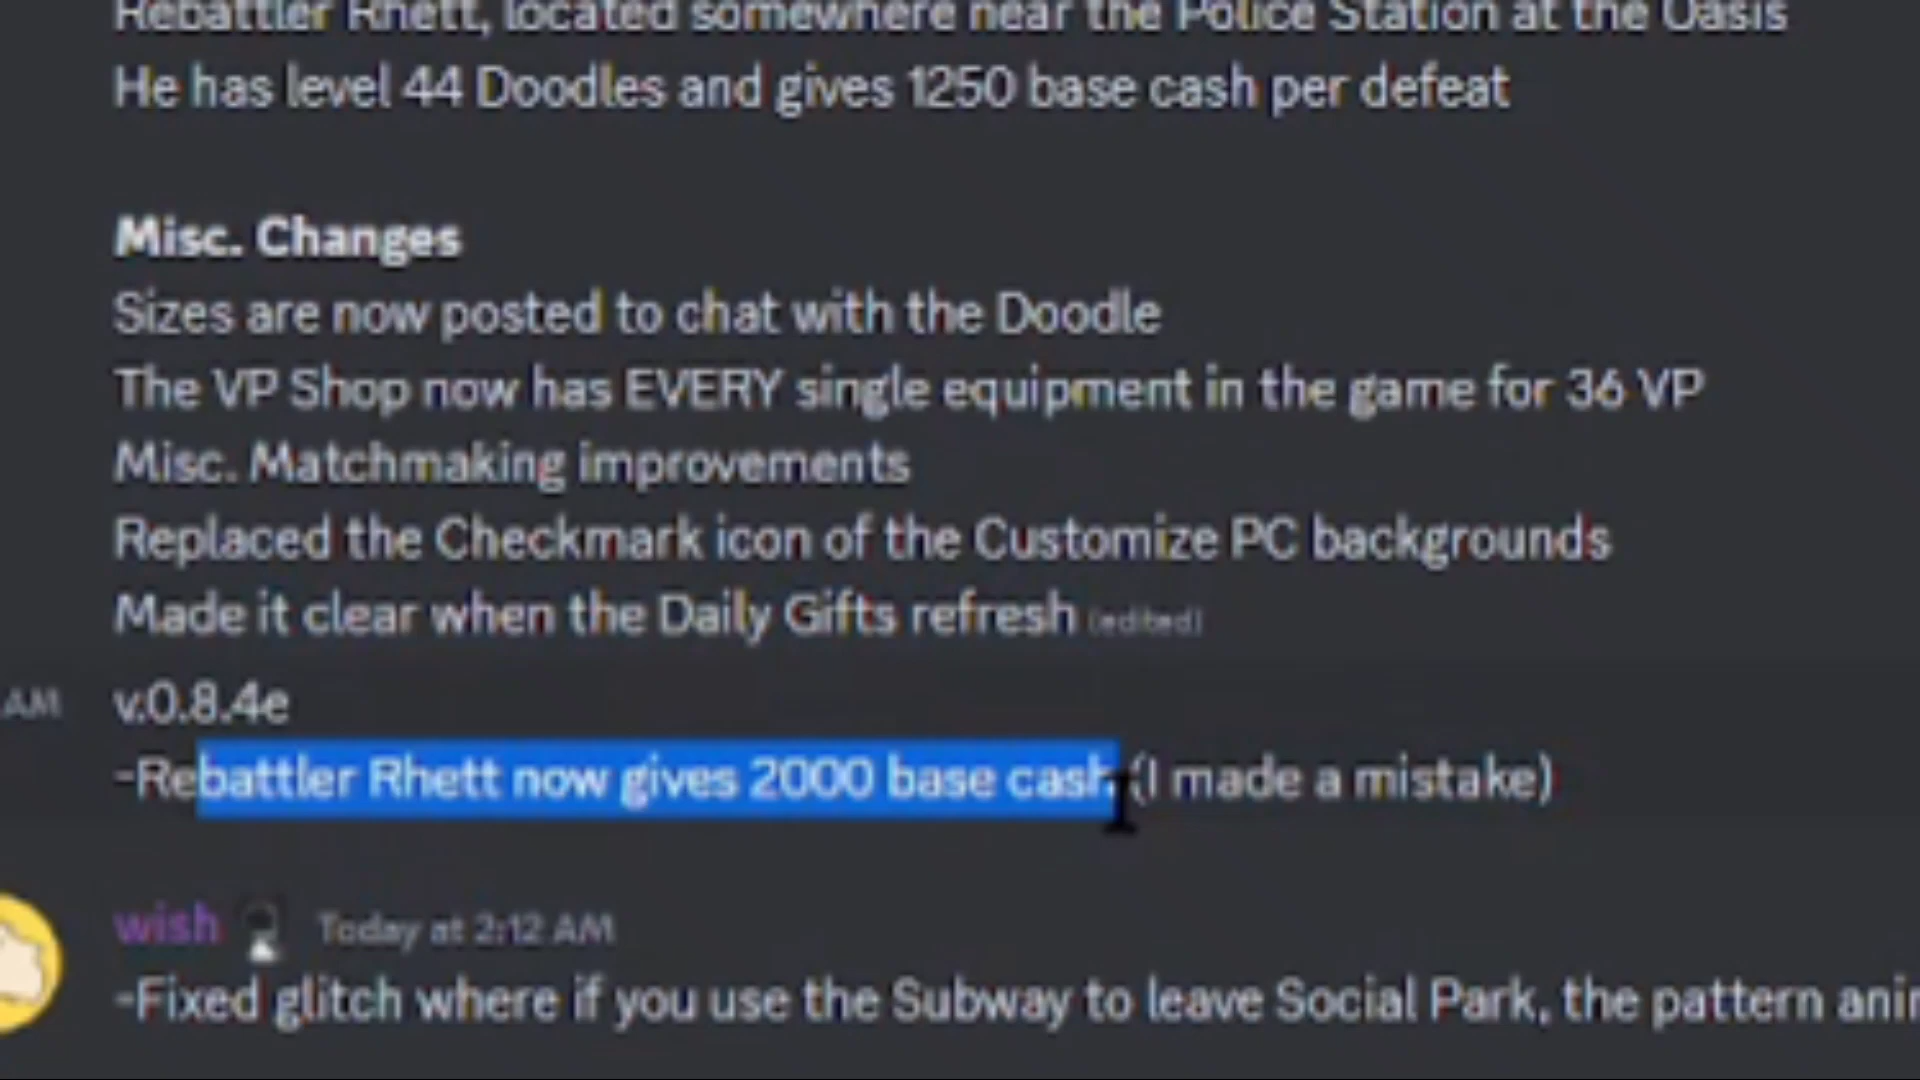 Rebattler Rhett, located somewhere near the Police Station at the Oasis
He has level 44 Doodles and gives 1250 base cash per defeat
Misc. Changes
Sizes are now posted to chat with the Doodle
The VP Shop now has EVERY single equipment in the game for 36 VP
Misc. Matchmaking improvements
Replaced the Checkmark icon of the Customize PC backgrounds
Made it clear when the Daily Gifts refresh (edited)
AM v.0.8.4e
-Rebattler Rhett now gives 2000 base cash (I made a mistake)
wish Today at 2:12 AM
-Fixed glitch where if you use the Subway to leave Social Park, the pattern